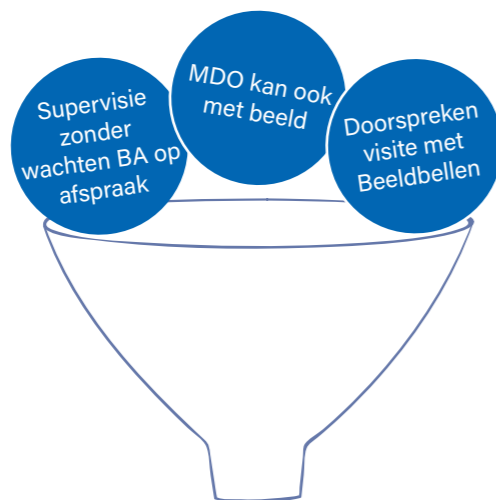 Supervisie
zonder
wachten BA op
afspraak
MDO kan ook
met beeld
Doorspreken
visite met
Beeldbellen